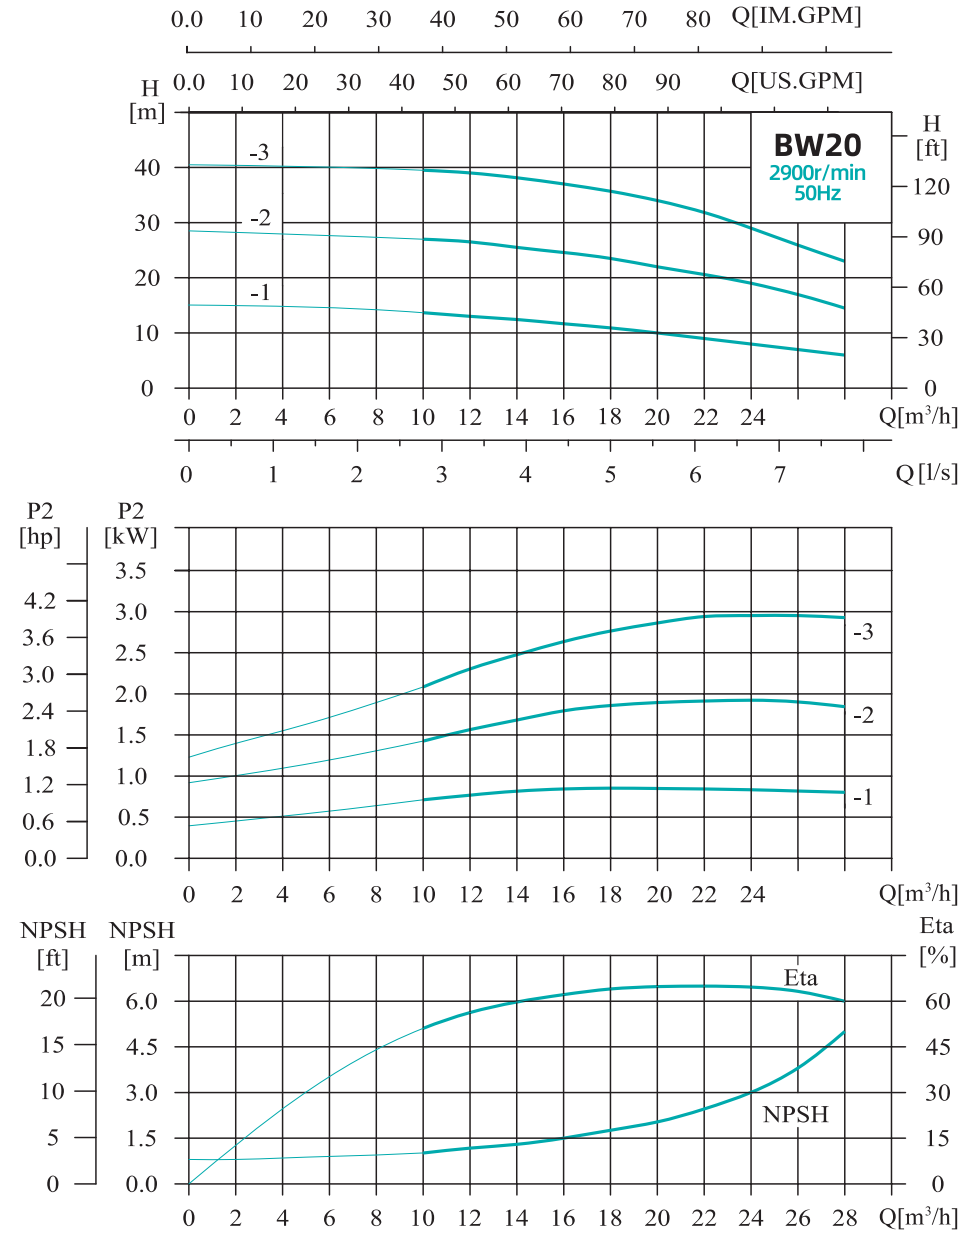 0.0 10 20 30 40 50 60 70 80 Q[IM.GPM]
0.0 10 20 30 40 50 60 70 80 90 Q[US.GPM]
H
[m]
H
[ft]
BW20
2900r/min
50Hz
-3
-2
-1
40
30
20
10
0
120
90
60
30
0
0 2 4 6 8 10 12 14 16 18 20 22 24 Q[m³/h]
0 1 2 3 4 5 6 7 Q[l/s]
P2
[hp]
P2
[kW]
4.2
3.6
3.0
2.4
1.8
1.2
0.6
0.0
3.5
3.0
2.5
2.0
1.5
1.0
0.5
0.0
-3
-2
-1
0 2 4 6 8 10 12 14 16 18 20 22 24 Q[m³/h]
NPSH
[ft]
NPSH
[m]
Eta
[%]
20
15
10
5
0
6.0
4.5
3.0
1.5
0.0
Eta
NPSH
60
45
30
15
0
0 2 4 6 8 10 12 14 16 18 20 22 24 26 28 Q[m³/h]